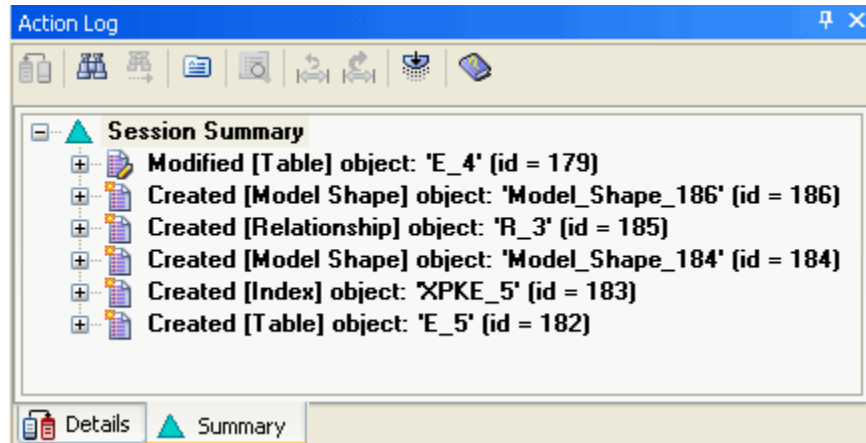 Action Log
Session Summary
Modified [Table] object: 'E_4' (id = 179)
Created [Model Shape] object: 'Model_Shape_186' (id = 186)
Created [Relationship] object: 'R_3' (id = 185)
Created [Model Shape] object: 'Model_Shape_184' (id = 184)
Created [Index] object: 'XPKE_5' (id = 183)
Created [Table] object: 'E_5' (id = 182)
Details Summary